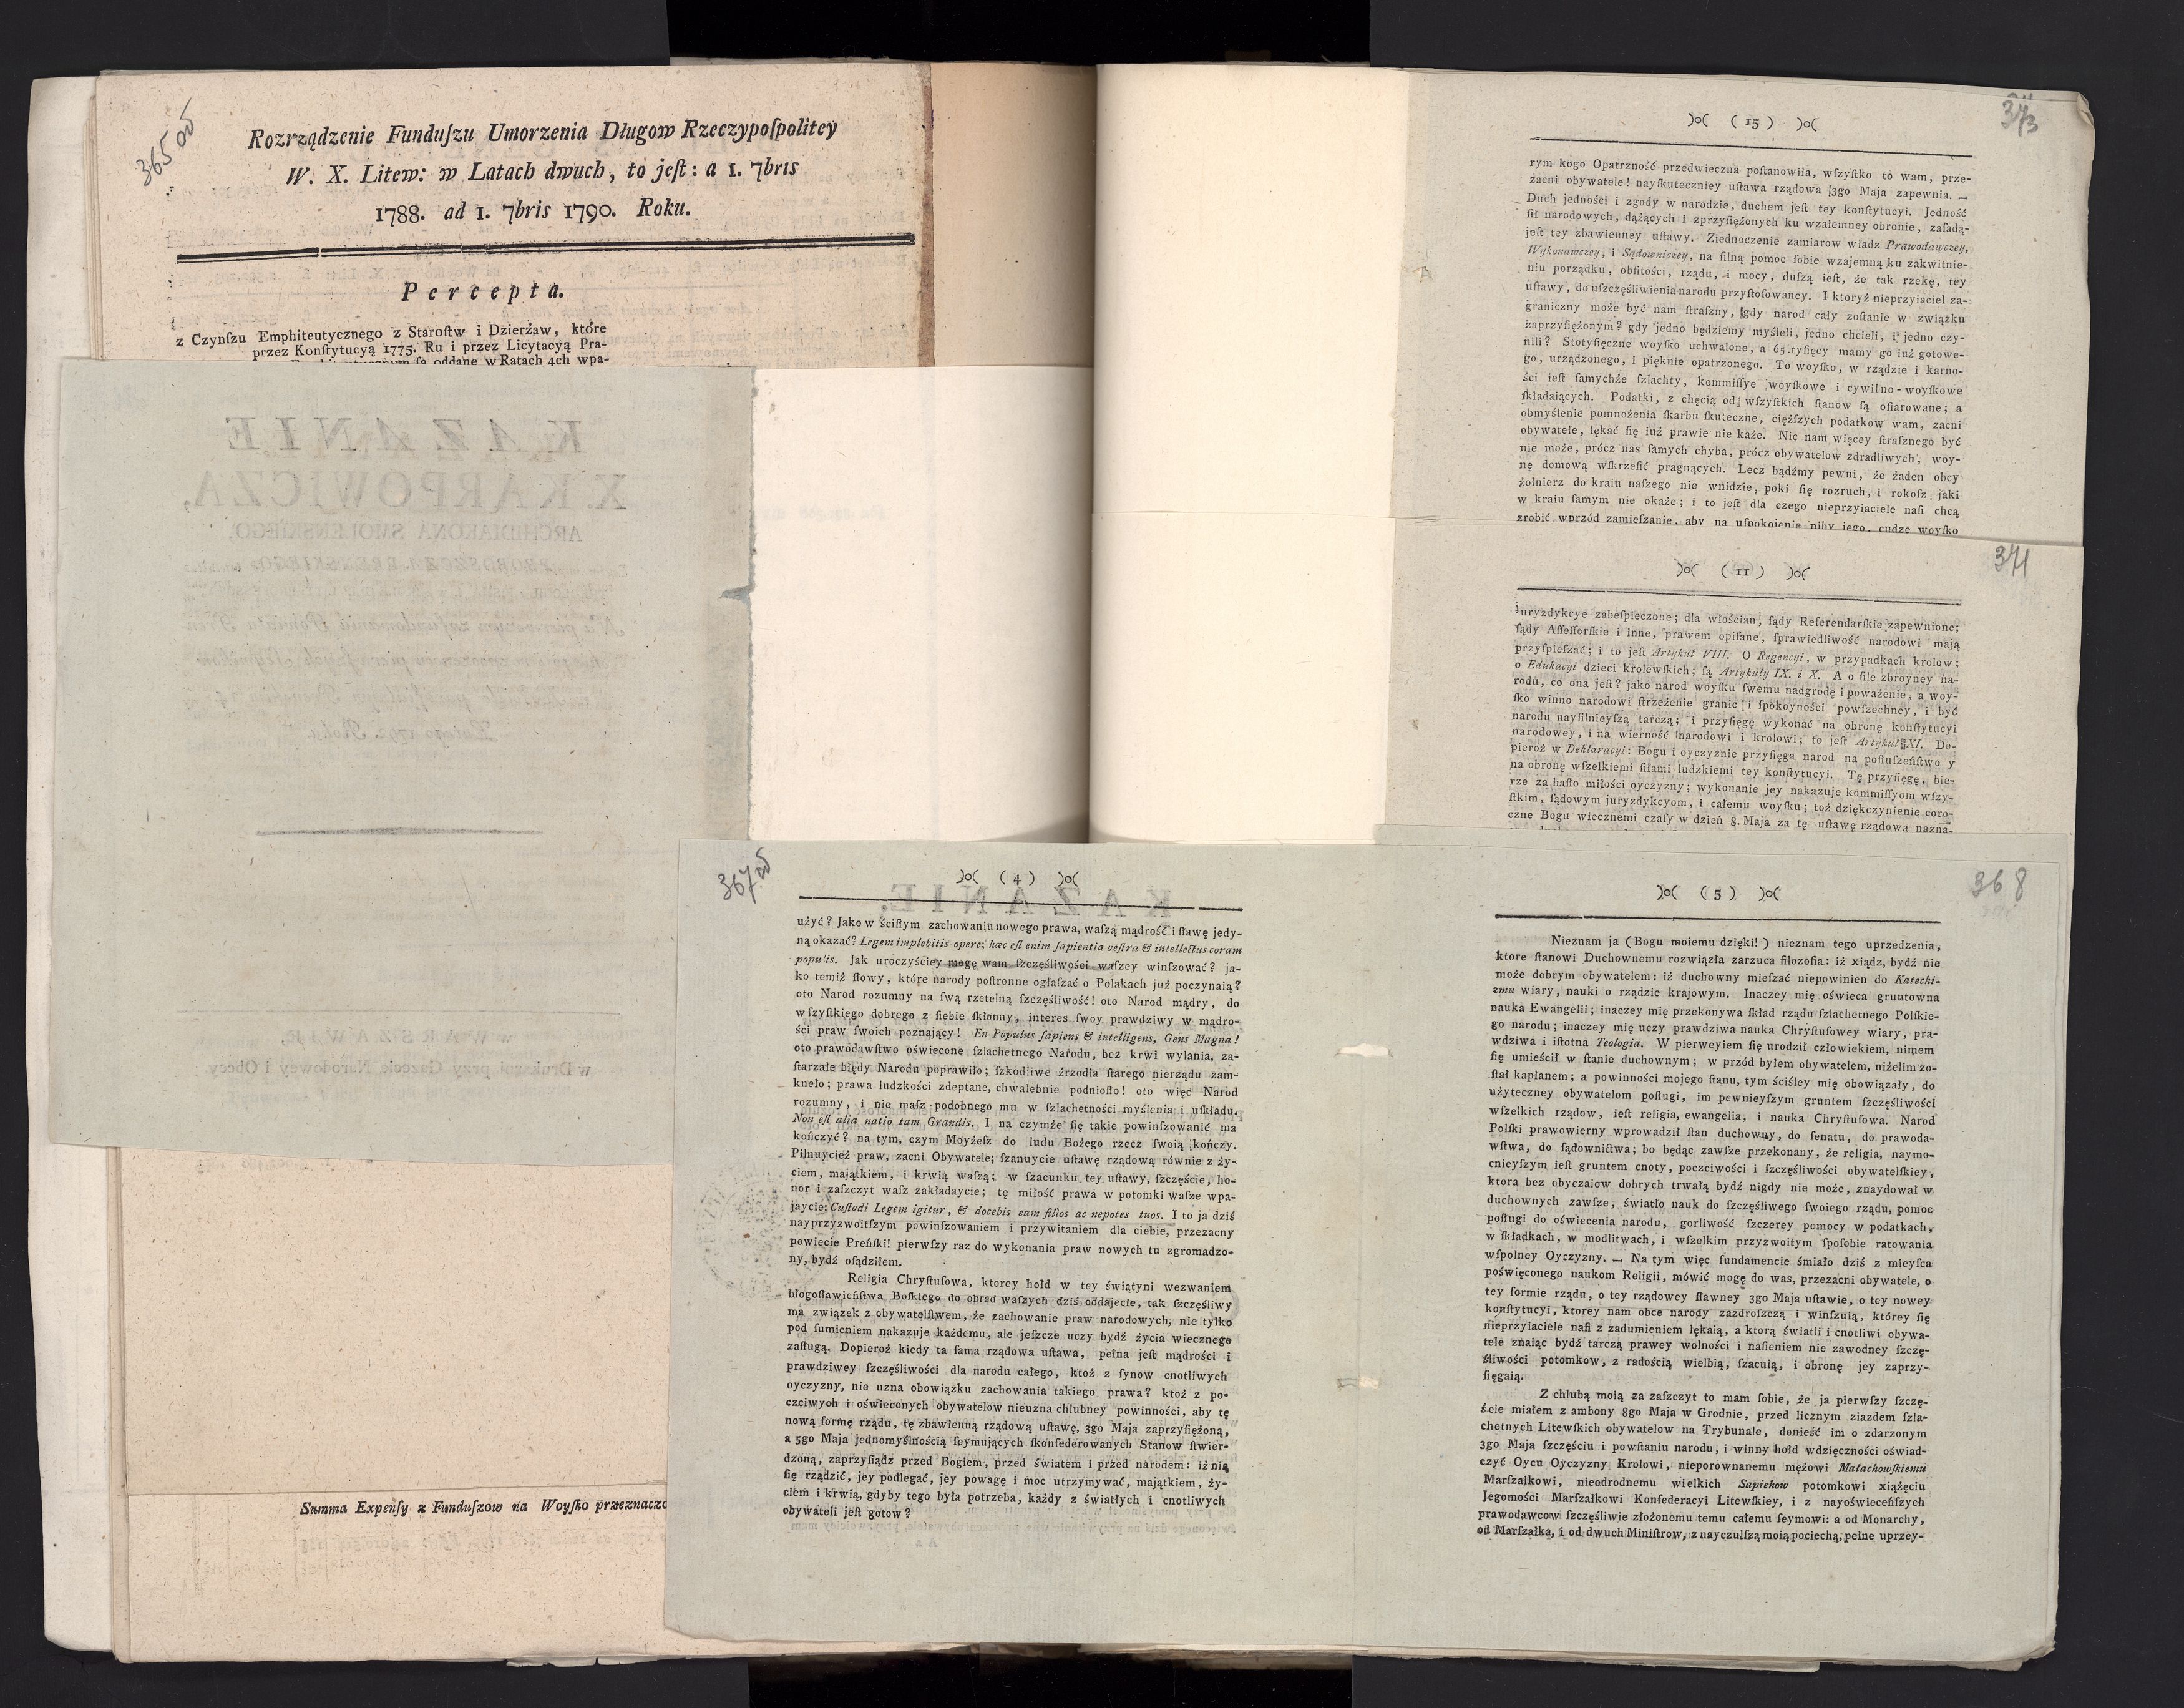 365 v
Rozrządzenie Funduſzu Umorzenia Długow Rzeczypoſpolitey
W. X. Litew: w Latach dwuch, to jeſt: a 1. 7bris
1788. ad 1. 7bris 1790. Roku.
Percepta.
z Czynſzu Emphiteutycznego z Staroſtw i Dzierżaw, które
przez Konſtytucyą 1775. Ru i przez Licytacyą Pra-
ſą oddane w Ratach 4ch wpa-
KAZANIE
X. KARPOWICZA,
ARCHIDIAKONA SMOLENSKIEGO,
PROBOSZCZA PRENSKIEGO
Lutego 1792. Roku
w WARSZAWIE,
w Drukarni przy Gazecie Narodowey i Obcey.
Summa Expenſy z Funduſzow na Woyſko przeznaczo
373
)o( (15) )o(
rym kogo Opatrzność przedwieczna poſtanowiła, wſzyſtko to wam, prze-
zacni obywatele! nayſkuteczniey uſtawa rządowa 3go Maja zapewnia. —
Duch jedności i zgody w narodzie, duchem jeſt tey konſtytucyi. Jedność
ſił narodowych, dążących i zprzyſiężonych ku wzaiemney obronie, zaſadą
jeſt tey zbawienney uſtawy. Ziednoczenie zamiarow władz Prawodawczey,
Wykonawczey, i Sądowniczey, na ſilną pomoc ſobie wzajemną ku zakwitnie-
niu porządku, obfitości, rządu, i mocy, duſzą ieſt, że tak rzekę, tey
uſtawy, do uſzczęśliwienia narodu przyſtoſowaney. I ktoryż nieprzyiaciel za-
graniczny może być nam ſtraſzny, gdy narod cały zoſtanie w związku
zaprzyſiężonym? gdy jedno będziemy myśleli, jedno chcieli, i jedno czy-
nili? Stotyſięczne woyſko uchwalone, a 65.tyſięcy mamy go iuż gotowe-
go, urządzonego, i pięknie opatrzonego. To woyſko, w rządzie i karno-
ści ieſt ſamychże ſzlachty, kommiſſye woyſkowe i cywilno-woyſkowe
ſkładaiących. Podatki, z chęcią od wſzyſtkich ſtanow ſą ofiarowane; a
obmyślenie pomnożenia ſkarbu ſkuteczne, cięźſzych podatkow wam, zacni
obywatele, lękać ſię iuż prawie nie każe. Nic nam więcey ſtraſznego być
nie może, prócz nas ſamych chyba, prócz obywatelow zdradliwych, woy-
nę domową wſkrzeſić pragnących. Lecz bądźmy pewni, że żaden obcy
żołnierz do kraiu naſzego nie wnidzie, poki ſię rozruch, i rokoſz jaki
w kraiu ſamym nie okaże; i to jeſt dla czego nieprzyiaciele naſi chcą
zrobić wprzód zamieſzanie, aby na uſpokojenie niby iego, cudze woyſko
371
)o( (11) )o(
juryzdykcye zabeſpieczone; dla włościan, ſądy Referendarſkie zapewnione;
ſądy Aſſeſſorſkie i inne, prawem opiſane, ſprawiedliwość narodowi mają
przyſpieſzać; i to jeſt Artykuł VIII. O Regencyi, w przypadkach krolow;
o Edukacyi dzieci krolewſkich; ſą Artykuły IX. i X. A o ſile zbroyney na-
rodu, co ona jeſt? jako narod woyſku ſwemu nadgrodę i poważenie, a woy-
ſko winno narodowi ſtrzeżenie granic i ſpokoyności powſzechney, i być
narodu nayſilnieyſzą tarczą; i przyſięgę wykonać na obronę konſtytucyi
narodowey, i na wierność narodowi i krolowi; to jeſt Artykuł XI. Do-
pieroż w Deklaracyi: Bogu i oyczyznie przyſięga narod na poſłuſzeńſtwo y
na obronę wſzelkiemi ſiłami ludzkiemi tey konſtytucyi. Tę przyſięgę, bie-
rze za haſło miłości oyczyzny; wykonanie jey nakazuje kommiſſyom wſzy-
ſtkim, ſądowym juryzdykcyom, i całemu woyſku; toż dziękczynienie coro-
czne Bogu wiecznemi czaſy w dzień 8. Maja za tę uſtawę rządową nazna-
367 v
)o( (4) )o(
użyć? Jako w ściſłym zachowaniu nowego prawa, waſzą mądrość i ſławę jedy-
ną okazać? Legem implebitis opere; hæc eſt enim ſapientia veſtra & intellectus coram
populis. Jak uroczyściey mogę wam ſzczęśliwości waſzey winſzować? ja-
ko temiż ſłowy, które narody poſtronne ogłaſzać o Polakach już poczynaią?
oto Narod rozumny na ſwą rzetelną ſzczęśliwość! oto Narod mądry, do
wſzyſtkiego dobrego z ſiebie ſkłonny, interes ſwoy prawdziwy w mądro-
ści praw ſwoich poznający! En Populus ſapiens & intelligens, Gens Magna!
oto prawodawſtwo oświecone ſzlachetnego Narodu, bez krwi wylania, za-
ſtarzałe błędy Narodu poprawiło; ſzkodliwe źrzodła ſtarego nierządu zam-
knęło; prawa ludzkości zdeptane, chwalebnie podnioſło! oto więc Narod
rozumny, i nie maſz podobnego mu w ſzlachetności myślenia i układu.
Non eſt alia natio tam Grandis. I na czymże ſię takie powinſzowanie ma
kończyć? na tym, czym Moyżeſz do ludu Bożego rzecz ſwoią kończy.
Pilnuycież praw, zacni Obywatele; ſzanuycie uſtawę rządową równie z ży-
ciem, majątkiem, i krwią waſzą; w ſzacunku tey uſtawy, ſzczęście, ho-
nor i zaſzczyt waſz zakładaycie; tę miłość prawa w potomki waſze wpa-
jaycie: Cuſtodi Legem igitur, & docebis eam filios ac nepotes tuos. I to ja dziś
nayprzyzwoitſzym powinſzowaniem i przywitaniem dla ciebie, przezacny
powiecie Preńſki! pierwſzy raz do wykonania praw nowych tu zgromadzo-
ny, bydź oſądziłem.
Religia Chryſtuſowa, ktorey hołd w tey świątyni wezwaniem
błogoſławieńſtwa Boſkiego do obrad waſzych dziś oddajecie, tak ſzczęśliwy
ma związek z obywatelſtwem, że zachowanie praw narodowych, nie tylko
pod ſumieniem nakazuje każdemu, ale jeſzcze uczy bydź życia wiecznego
zaſługą. Dopieroż kiedy ta ſama rządowa uſtawa, pełna jeſt mądrości i
prawdziwey ſzczęśliwości dla narodu całego, ktoż z ſynow cnotliwych
oyczyzny, nie uzna obowiązku zachowania takiego prawa? ktoż z po-
czciwych i oświeconych obywatelow nieuzna chlubney powinności, aby tę
nową formę rządu, tę zbawienną rządową uſtawę, 3go Maja zaprzyſiężoną,
a 5go Maja jednomyślnością ſeymujących ſkonfederowanych Stanow ſtwier-
dzoną, zaprzyſiądz przed Bogiem, przed światem i przed narodem: iż nią
ſię rządzić, jey podlegać, jey powagę i moc utrzymywać, majątkiem, ży-
ciem i krwią, gdyby tego była potrzeba, każdy z światłych i cnotliwych
obywateli jeſt gotow?
368
)o( (5) )o(
Nieznam ja (Bogu moiemu dzięki!) nieznam tego uprzedzenia,
ktore ſtanowi Duchownemu rozwiązła zarzuca filozofia: iż xiądz, bydź nie
może dobrym obywatelem: iż duchowny mieſzać niepowinien do Katechi-
zmu wiary, nauki o rządzie krajowym. Inaczey mię oświeca gruntowna
nauka Ewangelii; inaczey mię przekonywa ſkład rządu ſzlachetnego Polſkie-
go narodu; inaczey mię uczy prawdziwa nauka Chryſtuſowey wiary, pra-
wdziwa i iſtotna Teologia. W pierweyiem ſię urodził człowiekiem, nimem
ſię umieścił w ſtanie duchownym; w przód byłem obywatelem, niżelim zo-
ſtał kapłanem; a powinności mojego ſtanu, tym ściśley mię obowiązały, do
użyteczney obywatelom poſługi, im pewnieyſzym gruntem ſzczęśliwości
wſzelkich rządow, ieſt religia, ewangelia, i nauka Chryſtuſowa. Narod
Polſki prawowierny wprowadził ſtan duchowny, do ſenatu, do prawoda-
wſtwa, do ſądowniſtwa; bo będąc zawſze przekonany, że religia, naymo-
cnieyſzym ieſt gruntem cnoty, poczciwości i ſzczęśliwości obywatelſkiey,
ktora bez obyczaiow dobrych trwałą bydź nigdy nie może, znaydował w
duchownych zawſze, światło nauk do ſzczęśliwego ſwoiego rządu, pomoc
poſługi do oświecenia narodu, gorliwość ſzczerey pomocy w podatkach,
w ſkładkach, w modlitwach, i wſzelkim przyzwoitym ſpoſobie ratowania
wſpolney Oyczyzny. — Na tym więc fundamencie śmiało dziś z mieyſca
poświęconego naukom Religii, mówić mogę do was, przezacni obywatele, o
tey formie rządu, o tey rządowey ſławney 3go Maja uſtawie, o tey nowey
konſtytucyi, ktorey nam obce narody zazdroſzczą i winſzuią, którey ſię
nieprzyiaciele naſi z zadumieniem lękaią, a ktorą światli i cnotliwi obywa-
tele znaiąc bydź tarczą prawey wolności i naſieniem nie zawodney ſzczę-
śliwości potomkow, z radością wielbią, ſzacuią, i obronę jey zaprzy-
ſięgaią.
Z chlubą moią za zaſzczyt to mam ſobie, że ja pierwſzy ſzczę-
ście miałem z ambony 8go Maja w Grodnie, przed licznym ziazdem ſzla-
chetnych Litewſkich obywatelow na Trybunale, donieść im o zdarzonym
3go Maja ſzczęściu i powſtaniu narodu, i winny hołd wdzięczności oświad-
czyć Oycu Oyczyzny Krolowi, nieporownanemu mężowi Małachowſkiemu
Marſzałkowi, nieodrodnemu wielkich Sapiehow potomkowi xiążęciu
Jegomości Marſzałkowi Konfederacyi Litewſkiey, i z nayoświeceńſzych
prawodawcow ſzczęśliwie złożonemu temu całemu ſeymowi: a od Monarchy,
od Marſzałka, i od dwuch Miniſtrow, z nayczulſzą moią pociechą, pełne uprzey-